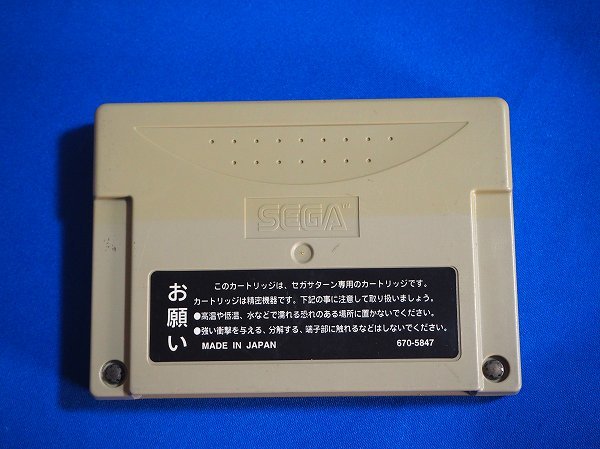 SEGA™
お願い
このカートリッジは、セガサターン専用のカートリッジです。
カートリッジは精密機器です。下記の事に注意して取り扱いましょう。
●高温や低温、水などで濡れる恐れのある場所に置かないでください。
●強い衝撃を与える、分解する、端子部に触れるなどはしないでください。
MADE IN JAPAN 670-5847